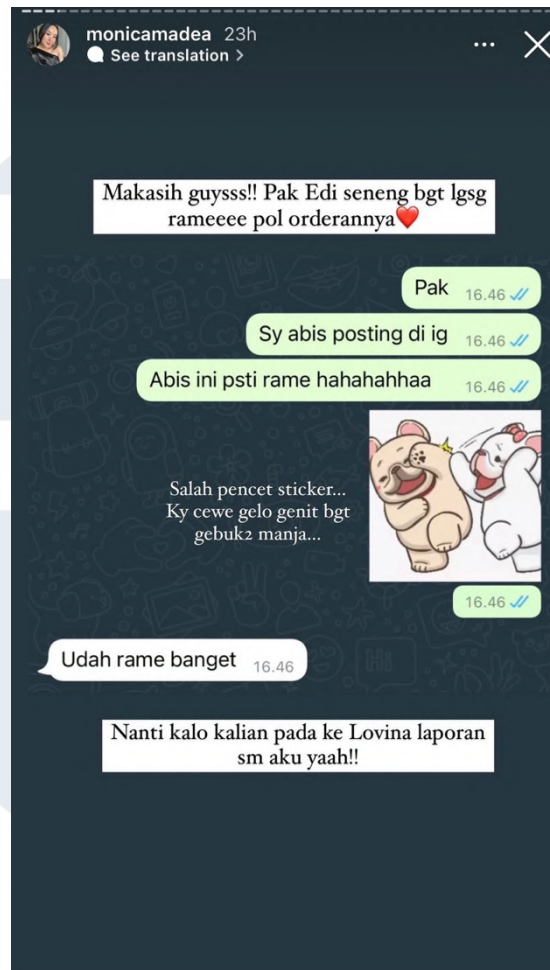 monicamadea 23h
See translation >
Makasih guysss!! Pak Edi seneng bgt lgsg
rameeee pol orderannya❤️
Pak 16.46
Sy abis posting di ig 16.46
Abis ini psti rame hahahahhaa 16.46
Salah pencet sticker...
Ky cewe gelo genit bgt
gebuk2 manja...
16.46
Udah rame banget 16.46
Nanti kalo kalian pada ke Lovina laporan
sm aku yaah!!